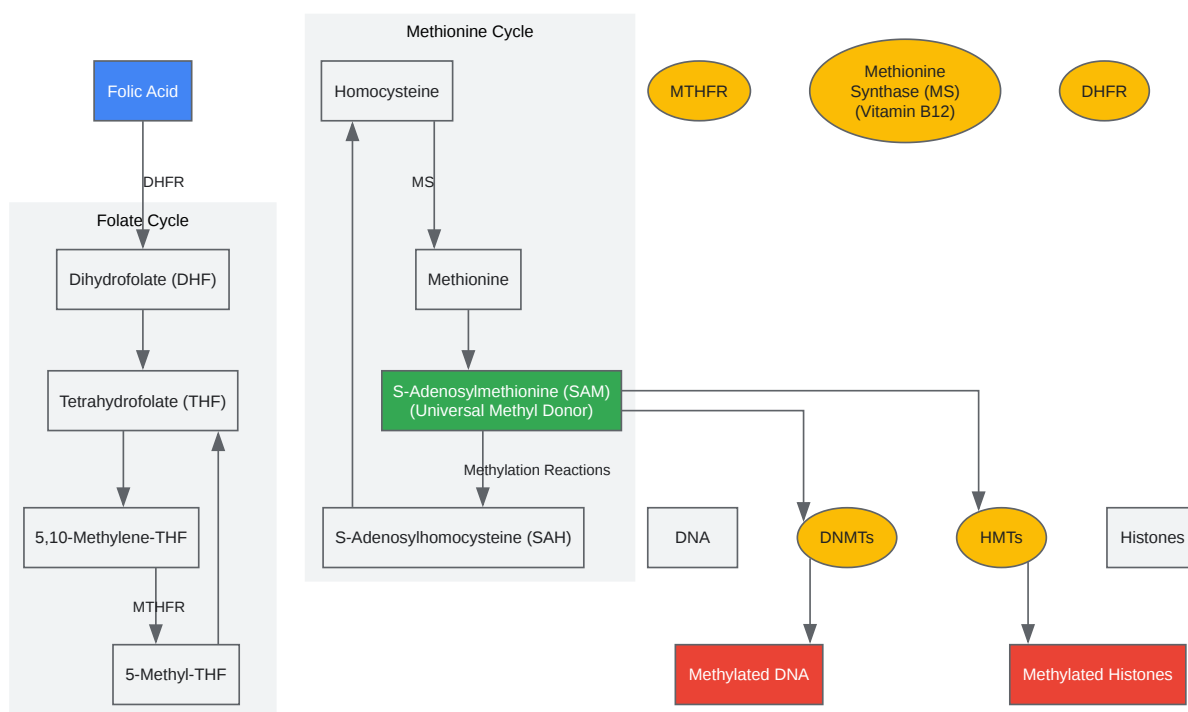 Methionine Cycle
Folic Acid
Homocysteine
MTHFR
Methionine
Synthase (MS)
(Vitamin B12)
DHFR
DHFR
MS
Folate Cycle
Dihydrofolate (DHF)
Methionine
Tetrahydrofolate (THF)
S-Adenosylmethionine (SAM)
(Universal Methyl Donor)
Methylation Reactions
5,10-Methylene-THF
S-Adenosylhomocysteine (SAH)
DNA
DNMTs
HMTs
Histones
MTHFR
5-Methyl-THF
Methylated DNA
Methylated Histones